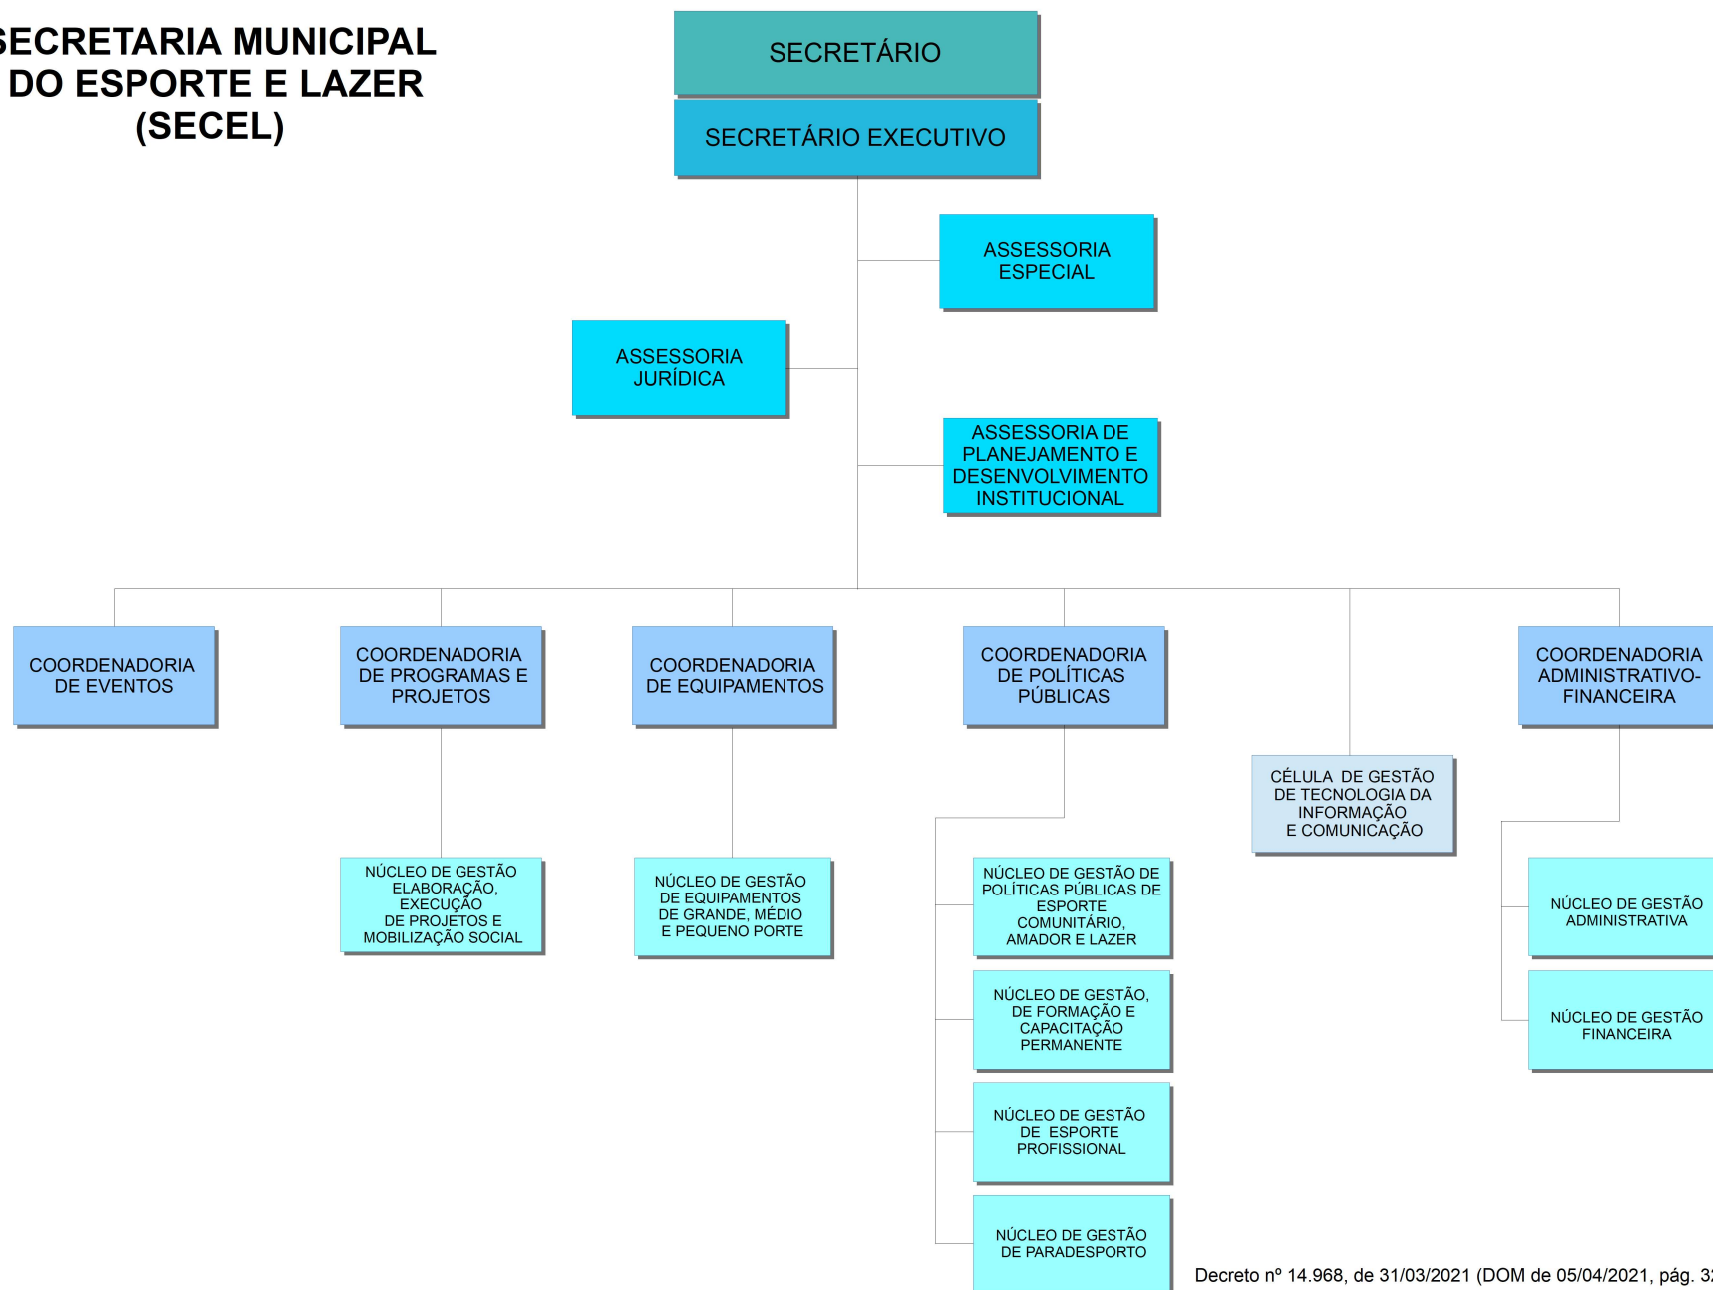 SECRETARIA MUNICIPAL
DO ESPORTE E LAZER
(SECEL)
SECRETÁRIO
SECRETÁRIO EXECUTIVO
ASSESSORIA
ESPECIAL
ASSESSORIA
JURÍDICA
ASSESSORIA DE
PLANEJAMENTO E
DESENVOLVIMENTO
INSTITUCIONAL
COORDENADORIA
DE EVENTOS
COORDENADORIA
DE PROGRAMAS E
PROJETOS
COORDENADORIA
DE EQUIPAMENTOS
COORDENADORIA
DE POLÍTICAS
PÚBLICAS
COORDENADORIA
ADMINISTRATIVO-
FINANCEIRA
CÉLULA DE GESTÃO
DE TECNOLOGIA DA
INFORMAÇÃO
E COMUNICAÇÃO
NÚCLEO DE GESTÃO
ELABORAÇÃO,
EXECUÇÃO
DE PROJETOS E
MOBILIZAÇÃO SOCIAL
NÚCLEO DE GESTÃO
DE EQUIPAMENTOS
DE GRANDE, MÉDIO
E PEQUENO PORTE
NÚCLEO DE GESTÃO DE
POLÍTICAS PÚBLICAS DE
ESPORTE
COMUNITÁRIO,
AMADOR E LAZER
NÚCLEO DE GESTÃO,
DE FORMAÇÃO E
CAPACITAÇÃO
PERMANENTE
NÚCLEO DE GESTÃO
DE ESPORTE
PROFISSIONAL
NÚCLEO DE GESTÃO
DE PARADESPORTO
NÚCLEO DE GESTÃO
ADMINISTRATIVA
NÚCLEO DE GESTÃO
FINANCEIRA
Decreto nº 14.968, de 31/03/2021 (DOM de 05/04/2021, pág. 32